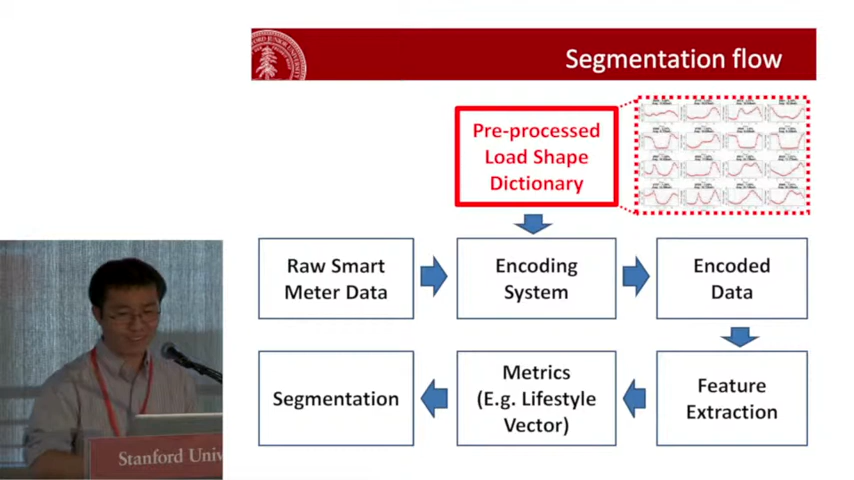 Segmentation flow
Pre-processed
Load Shape
Dictionary
Raw Smart
Meter Data
Encoding
System
Encoded
Data
Segmentation
Metrics
(E.g. Lifestyle
Vector)
Feature
Extraction
Stanford Univ